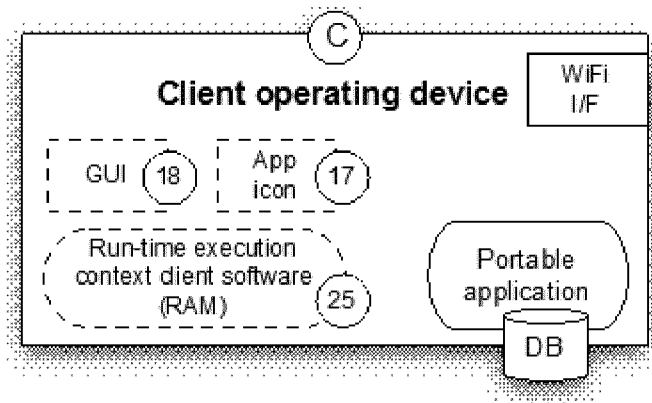 C
Client operating device
WiFi
I/F
GUI
18
App
icon
17
Run-time execution
context client software
(RAM)
25
Portable
application
DB